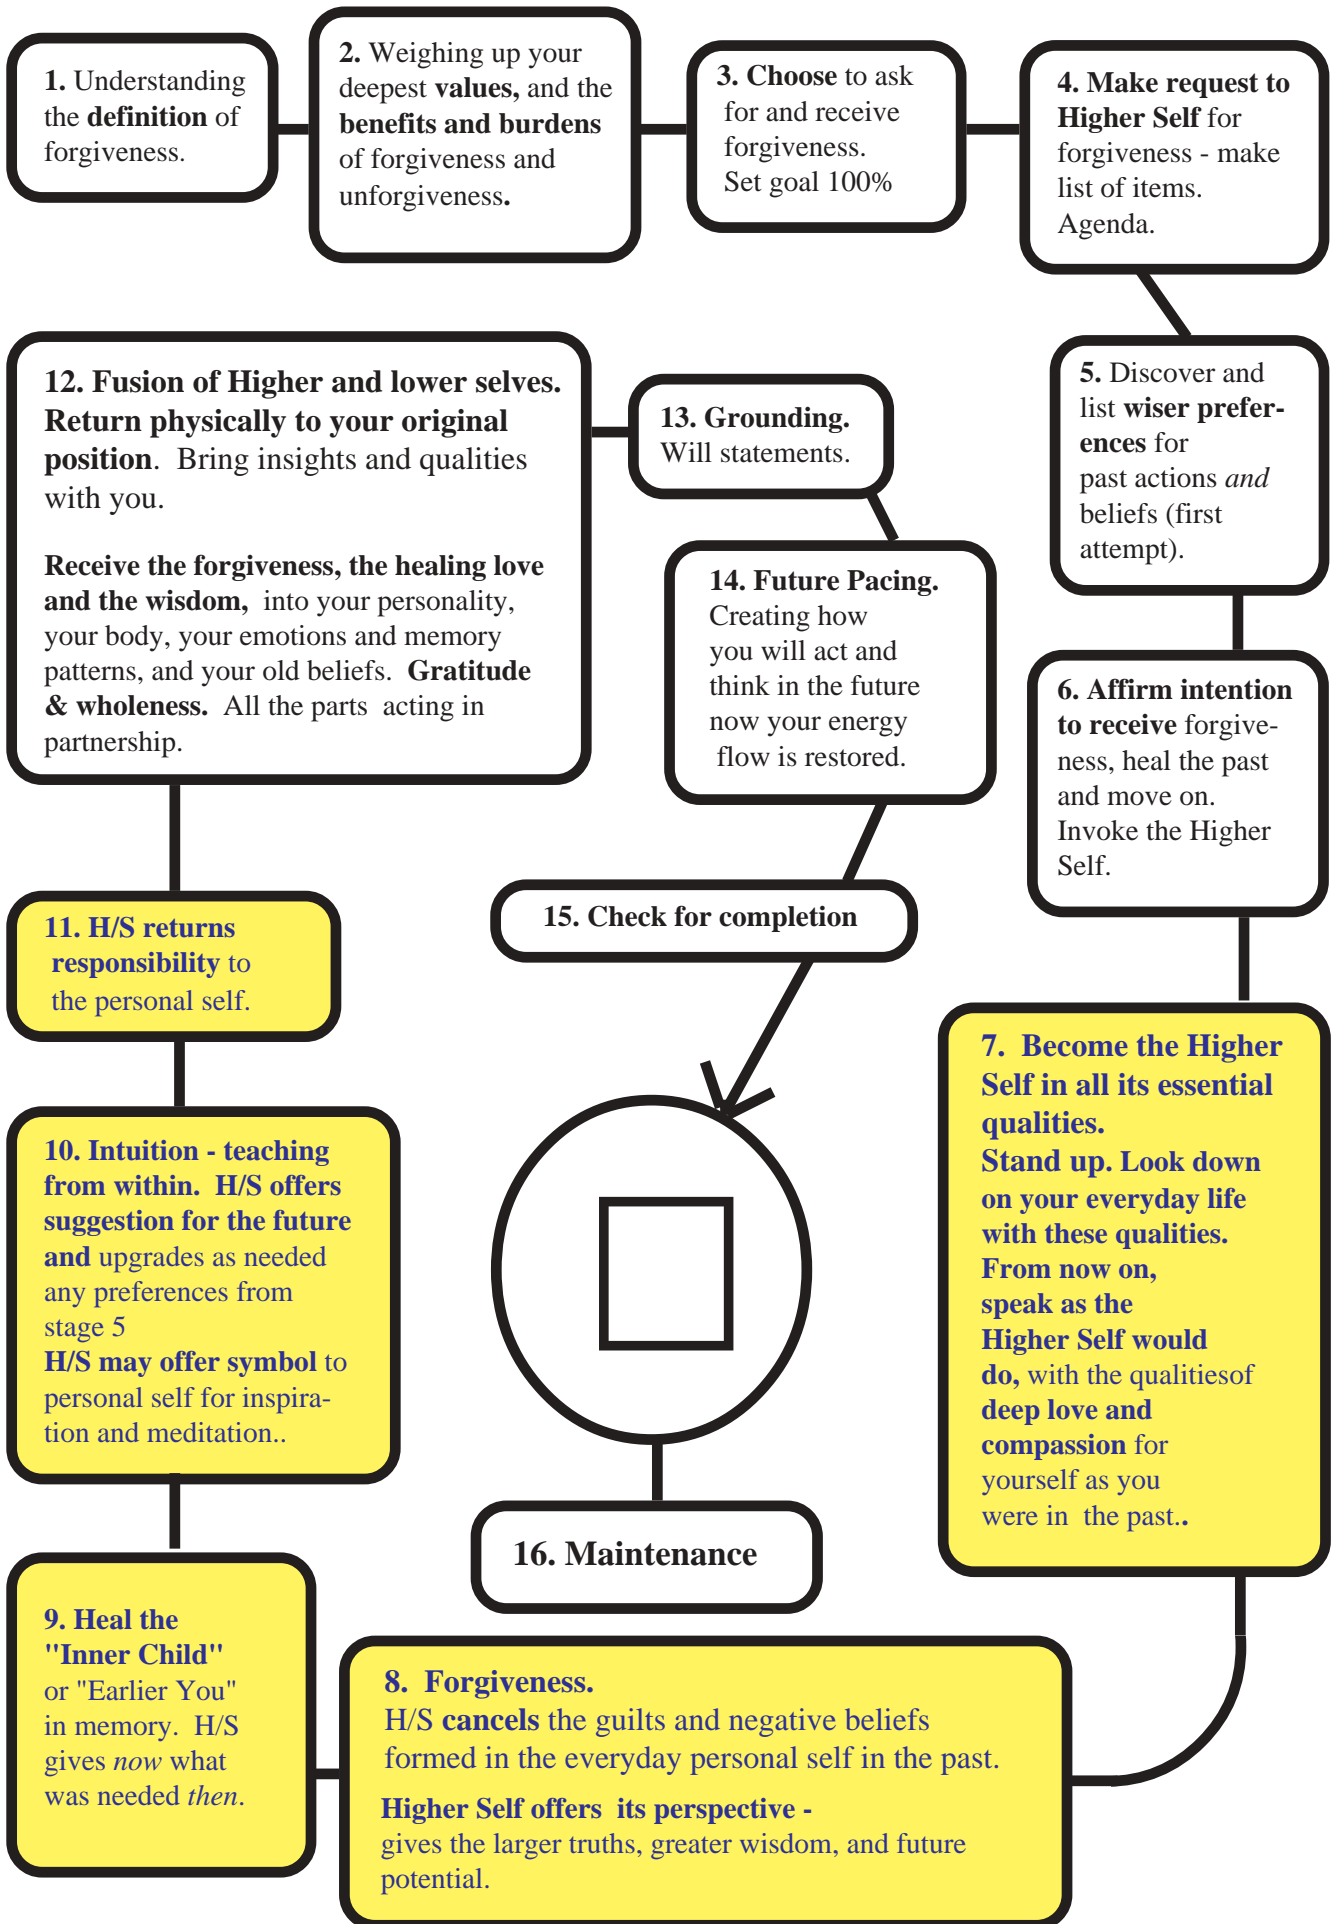 1. Understanding
the definition of
forgiveness.
2. Weighing up your
deepest values, and the
benefits and burdens
of forgiveness and
unforgiveness.
3. Choose to ask
for and receive
forgiveness.
Set goal 100%
4. Make request to
Higher Self for
forgiveness - make
list of items.
Agenda.
5. Discover and
list wiser prefer-
ences for
past actions and
beliefs (first
attempt).
6. Affirm intention
to receive forgive-
ness, heal the past
and move on.
Invoke the Higher
Self.
7. Become the Higher
Self in all its essential
qualities.
Stand up. Look down
on your everyday life
with these qualities.
From now on,
speak as the
Higher Self would
do, with the qualitiesof
deep love and
compassion for
yourself as you
were in the past..
8. Forgiveness.
H/S cancels the guilts and negative beliefs
formed in the everyday personal self in the past.
Higher Self offers its perspective -
gives the larger truths, greater wisdom, and future
potential.
9. Heal the
"Inner Child"
or "Earlier You"
in memory. H/S
gives now what
was needed then.
10. Intuition - teaching
from within. H/S offers
suggestion for the future
and upgrades as needed
any preferences from
stage 5
H/S may offer symbol to
personal self for inspira-
tion and meditation..
11. H/S returns
responsibility to
the personal self.
12. Fusion of Higher and lower selves.
Return physically to your original
position. Bring insights and qualities
with you.
Receive the forgiveness, the healing love
and the wisdom, into your personality,
your body, your emotions and memory
patterns, and your old beliefs. Gratitude
& wholeness. All the parts acting in
partnership.
13. Grounding.
Will statements.
14. Future Pacing.
Creating how
you will act and
think in the future
now your energy
flow is restored.
15. Check for completion
16. Maintenance